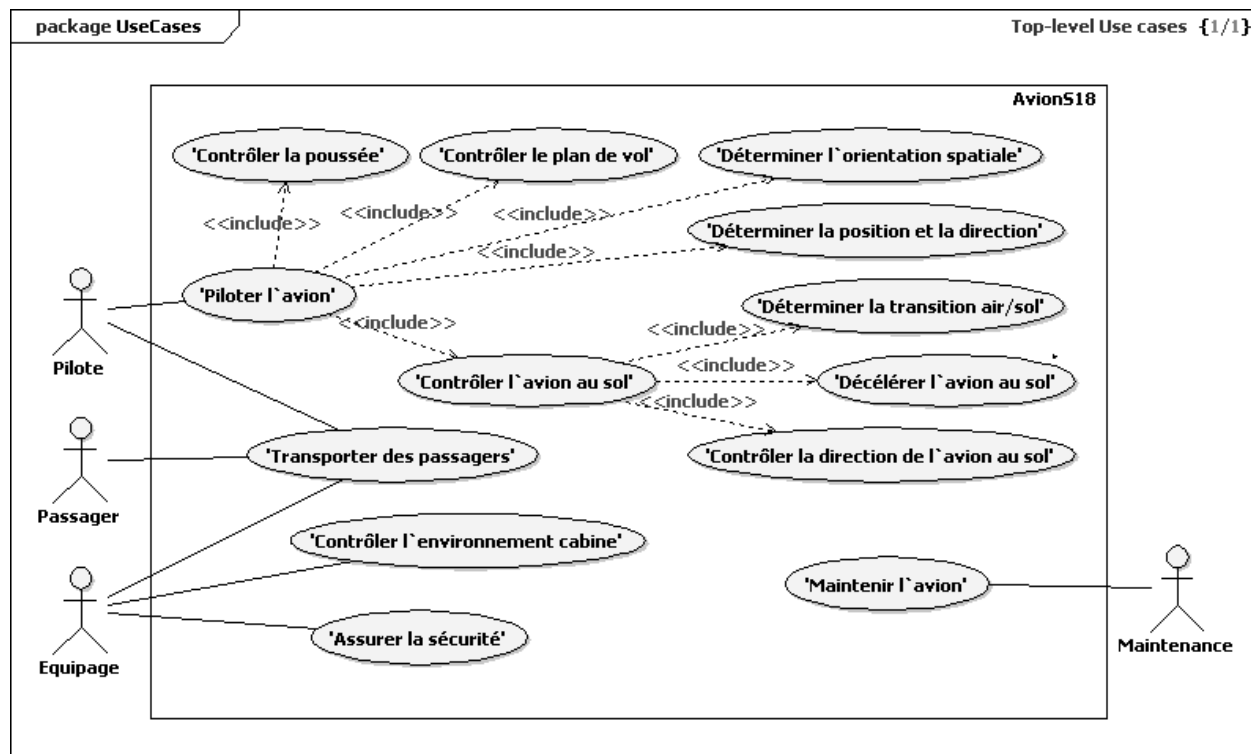 package UseCases
Top-level Use cases {1/1}
AvionS18
'Contrôler la poussée'
'Contrôler le plan de vol'
'Déterminer l`orientation spatiale'
<<include>>
<<include>>
<<include>>
'Déterminer la position et la direction'
<<include>>
'Piloter l`avion'
'Déterminer la transition air/sol'
<<include>>
<<include>>
Pilote
<<include>>
'Contrôler l`avion au sol'
'Décélérer l`avion au sol'
<<include>>
'Transporter des passagers'
'Contrôler la direction de l`avion au sol'
Passager
'Contrôler l`environnement cabine'
'Maintenir l`avion'
'Assurer la sécurité'
Maintenance
Equipage